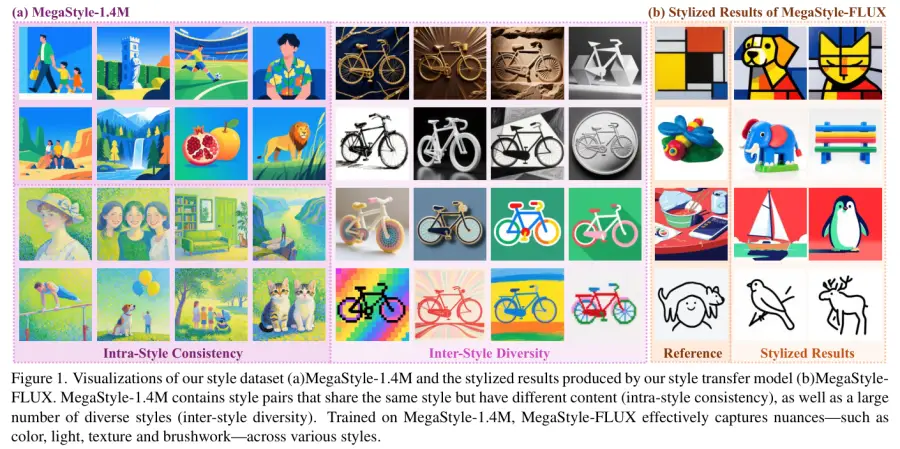 (a) MegaStyle-1.4M
(b) Stylized Results of MegaStyle-FLUX
Intra-Style Consistency
Inter-Style Diversity
Reference
Stylized Results
Figure 1. Visualizations of our style dataset (a)MegaStyle-1.4M and the stylized results produced by our style transfer model (b)MegaStyle-
FLUX. MegaStyle-1.4M contains style pairs that share the same style but have different content (intra-style consistency), as well as a large
number of diverse styles (inter-style diversity). Trained on MegaStyle-1.4M, MegaStyle-FLUX effectively captures nuances—such as
color, light, texture and brushwork—across various styles.